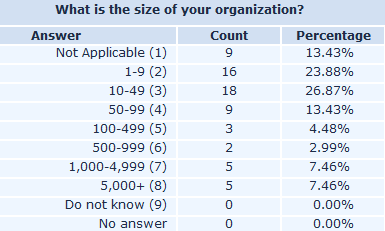 What is the size of your organization?
Answer Count Percentage
Not Applicable (1) 9 13.43%
1-9 (2) 16 23.88%
10-49 (3) 18 26.87%
50-99 (4) 9 13.43%
100-499 (5) 3 4.48%
500-999 (6) 2 2.99%
1,000-4,999 (7) 5 7.46%
5,000+ (8) 5 7.46%
Do not know (9) 0 0.00%
No answer 0 0.00%